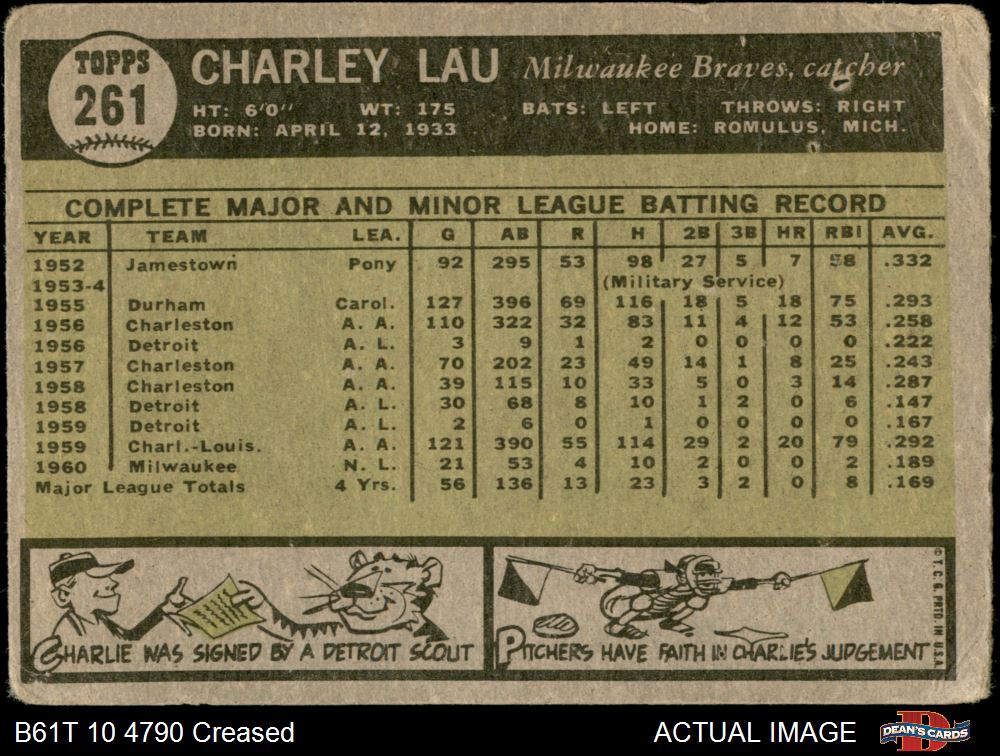 TOPPS
261
CHARLEY LAU Milwaukee Braves, catcher
HT: 6'0" WT: 175 BATS: LEFT THROWS: RIGHT
BORN: APRIL 12, 1933 HOME: ROMULUS, MICH.
COMPLETE MAJOR AND MINOR LEAGUE BATTING RECORD
YEAR TEAM LEA. G AB R H 2B 3B HR RBI AVG.
1952 Jamestown Pony 92 295 53 98 27 5 7 58 .332
1953-4 (Military Service)
1955 Durham Carol. 127 396 69 116 18 5 18 75 .293
1956 Charleston A. A. 110 322 32 83 11 4 12 53 .258
1956 Detroit A. L. 3 9 1 2 0 0 0 0 .222
1957 Charleston A. A. 70 202 23 49 14 1 8 25 .243
1958 Charleston A. A. 39 115 10 33 5 0 3 14 .287
1958 Detroit A. L. 30 68 8 10 1 2 0 6 .147
1959 Detroit A. L. 2 6 0 1 0 0 0 0 .167
1959 Charl.-Louis. A. A. 121 390 55 114 29 2 20 79 .292
1960 Milwaukee N. L. 21 53 4 10 2 0 0 2 .189
Major League Totals 4 Yrs. 56 136 13 23 3 2 0 8 .169
CHARLIE WAS SIGNED BY A DETROIT SCOUT
PITCHERS HAVE FAITH IN CHARLIE'S JUDGEMENT
© T. C. G. PRTD. IN U.S.A.
B61T 10 4790 Creased ACTUAL IMAGE
DEAN'S CARDS